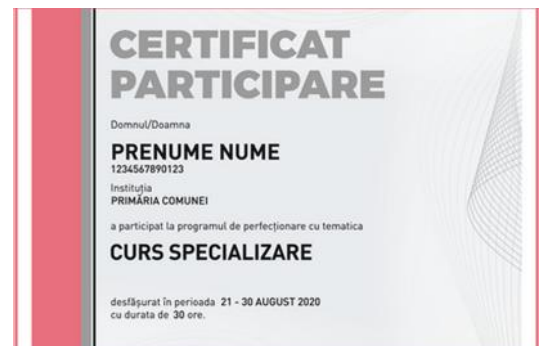 CERTIFICAT
PARTICIPARE
Domnul/Doamna
PRENUME NUME
1234567890123
Instituția
PRIMĂRIA COMUNEI
a participat la programul de perfecționare cu tematica
CURS SPECIALIZARE
desfășurat în perioada 21 - 30 AUGUST 2020
cu durata de 30 ore.